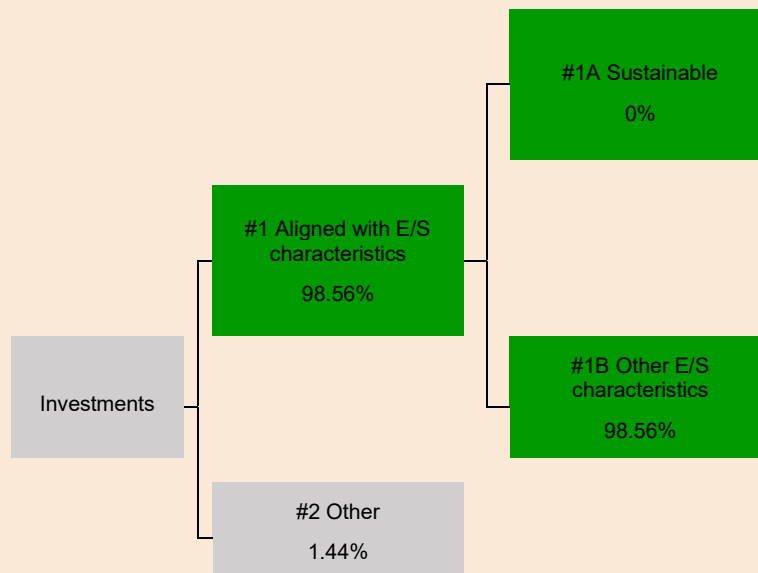 #1A Sustainable
0%
#1 Aligned with E/S
characteristics
98.56%
Investments
#1B Other E/S
characteristics
98.56%
#2 Other
1.44%